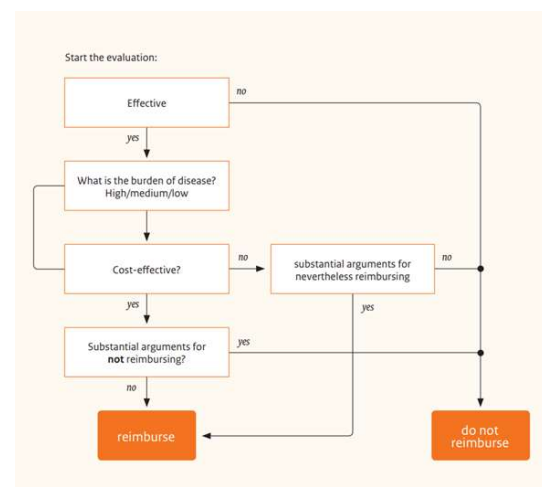 Start the evaluation:
Effective
no
yes
What is the burden of disease?
High/medium/low
Cost-effective?
no
substantial arguments for
nevertheless reimbursing
no
yes
yes
Substantial arguments for
not reimbursing?
yes
no
reimburse
do not
reimburse